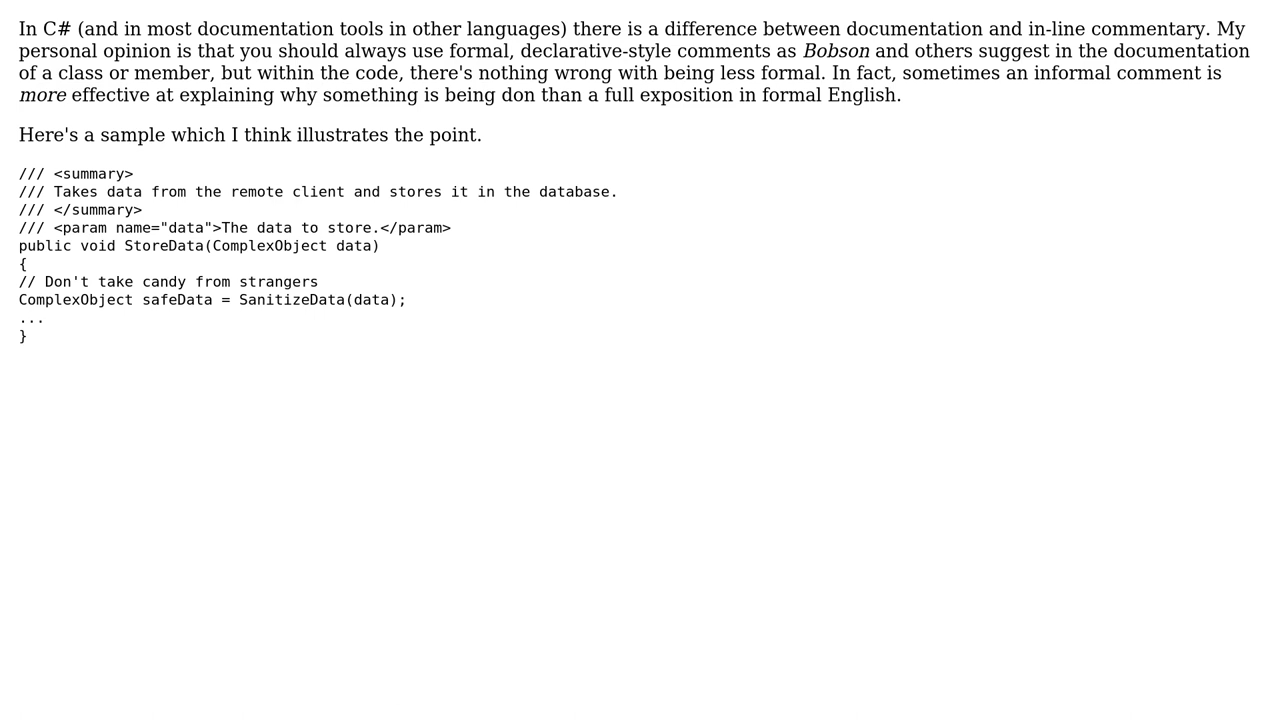 In C# (and in most documentation tools in other languages) there is a difference between documentation and in-line commentary. My
personal opinion is that you should always use formal, declarative-style comments as Bobson and others suggest in the documentation
of a class or member, but within the code, there's nothing wrong with being less formal. In fact, sometimes an informal comment is
more effective at explaining why something is being don than a full exposition in formal English.
Here's a sample which I think illustrates the point.
/// <summary>
/// Takes data from the remote client and stores it in the database.
/// </summary>
/// <param name="data">The data to store.</param>
public void StoreData(ComplexObject data)
{
// Don't take candy from strangers
ComplexObject safeData = SanitizeData(data);
...
}